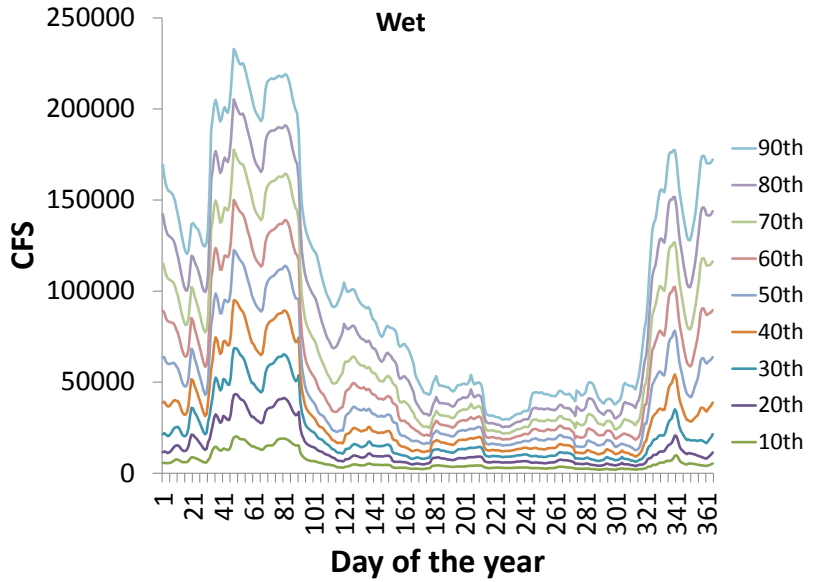 Wet
250000
200000
150000
100000
50000
0
CFS
1 21 41 61 81 101 121 141 161 181 201 221 241 261 281 301 321 341 361
Day of the year
90th
80th
70th
60th
50th
40th
30th
20th
10th